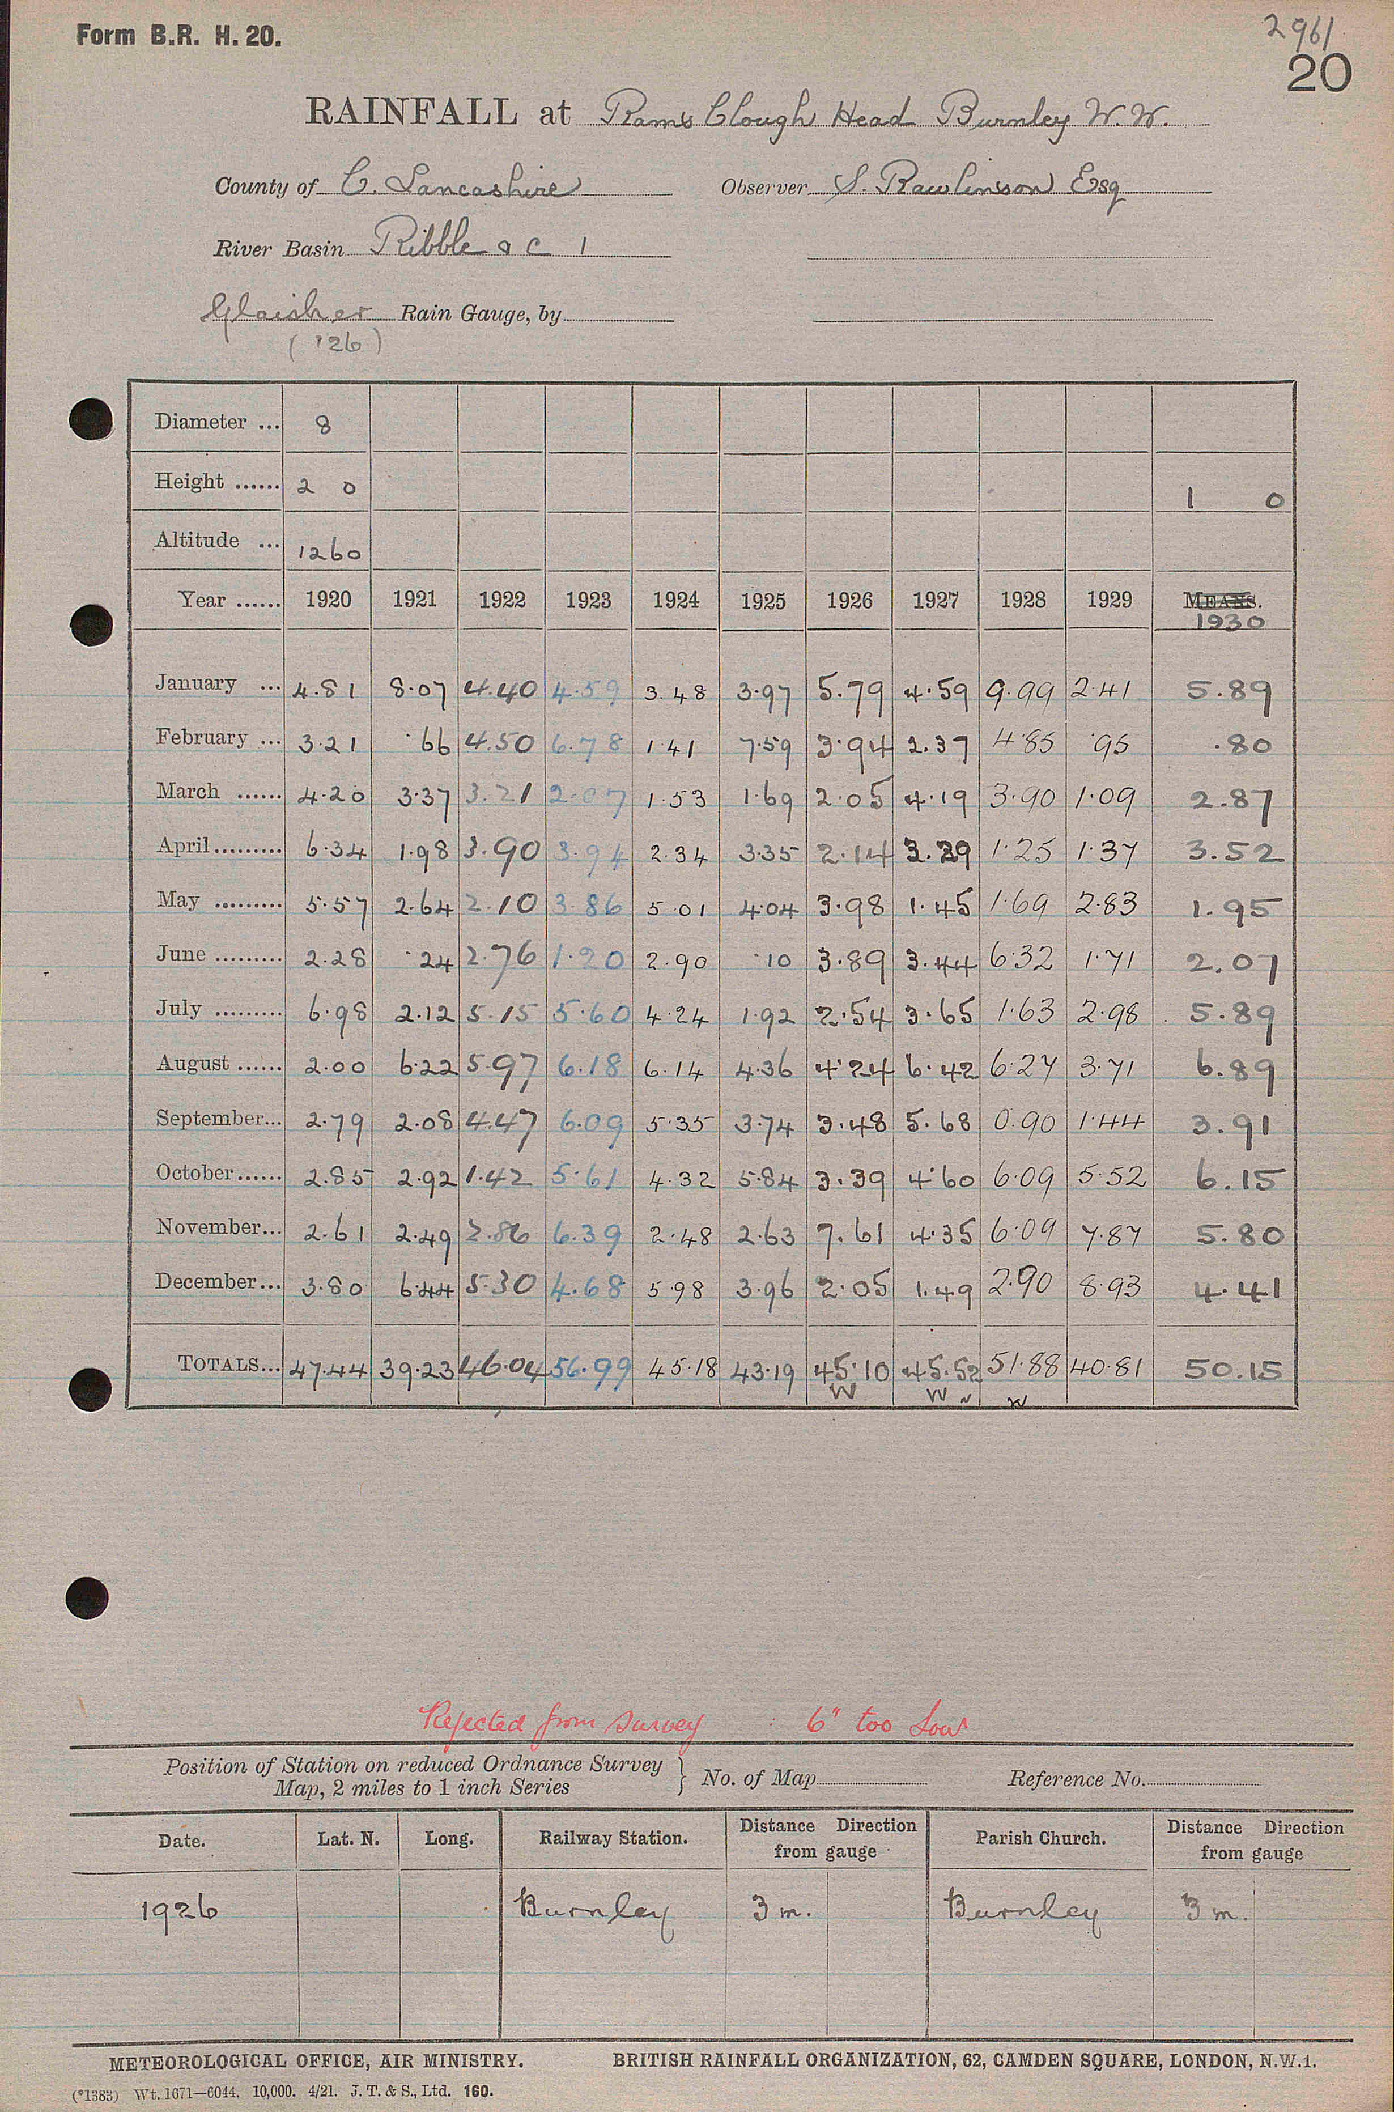 Form B.R. H. 20.
2961
20
RAINFALL at Rams Clough Head Burnley W.W.
County of C. Lancashire Observer S. Rawlinson Esq
River Basin Ribble & C 1
Glaisher Rain Gauge, by
(126)
Diameter ... 8
Height ...... 2 0 1 0
Altitude ... 1260
Year ...... 1920 1921 1922 1923 1924 1925 1926 1927 1928 1929 MEANS.
1930
January ... 4.81 8.07 4.40 4.59 3.48 3.97 5.79 4.59 9.99 2.41 5.89
February ... 3.21 .66 4.50 6.78 1.41 7.59 3.94 2.37 4.85 .95 .80
March ...... 4.20 3.37 3.21 2.07 1.53 1.69 2.05 4.19 3.90 1.09 2.87
April ......... 6.34 1.98 3.90 3.94 2.34 3.35 2.14 3.29 1.25 1.37 3.52
May ......... 5.57 2.64 2.10 3.86 5.01 4.04 3.98 1.45 1.69 2.83 1.95
June ......... 2.28 .24 2.76 1.20 2.90 .10 3.89 3.44 6.32 1.71 2.07
July ......... 6.98 2.12 5.15 5.60 4.24 1.92 2.54 3.65 1.63 2.98 5.89
August ...... 2.00 6.22 5.97 6.18 6.14 4.36 4.24 6.42 6.27 3.71 6.89
September... 2.79 2.08 4.47 6.09 5.35 3.74 3.48 5.68 0.90 1.44 3.91
October...... 2.85 2.92 1.42 5.61 4.32 5.84 3.39 4.60 6.09 5.52 6.15
November... 2.61 2.49 2.86 6.39 2.48 2.63 7.61 4.35 6.09 7.87 5.80
December... 3.80 6.44 5.30 4.68 5.98 3.96 2.05 1.49 2.90 8.93 4.41
TOTALS... 47.44 39.23 46.04 56.99 45.18 43.19 45.10 45.52 51.88 40.81 50.15
W W W
Rejected from survey 6" too low
Position of Station on reduced Ordnance Survey Map, 2 miles to 1 inch Series } No. of Map Reference No.
Date. Lat. N. Long. Railway Station. Distance Direction from gauge Parish Church. Distance Direction from gauge
1926 Burnley 3 m. Burnley 3 m.
METEOROLOGICAL OFFICE, AIR MINISTRY. BRITISH RAINFALL ORGANIZATION, 62, CAMDEN SQUARE, LONDON, N.W.1.
(*1383) Wt. 1671—6044. 10,000. 4/21. J. T. & S., Ltd. 160.